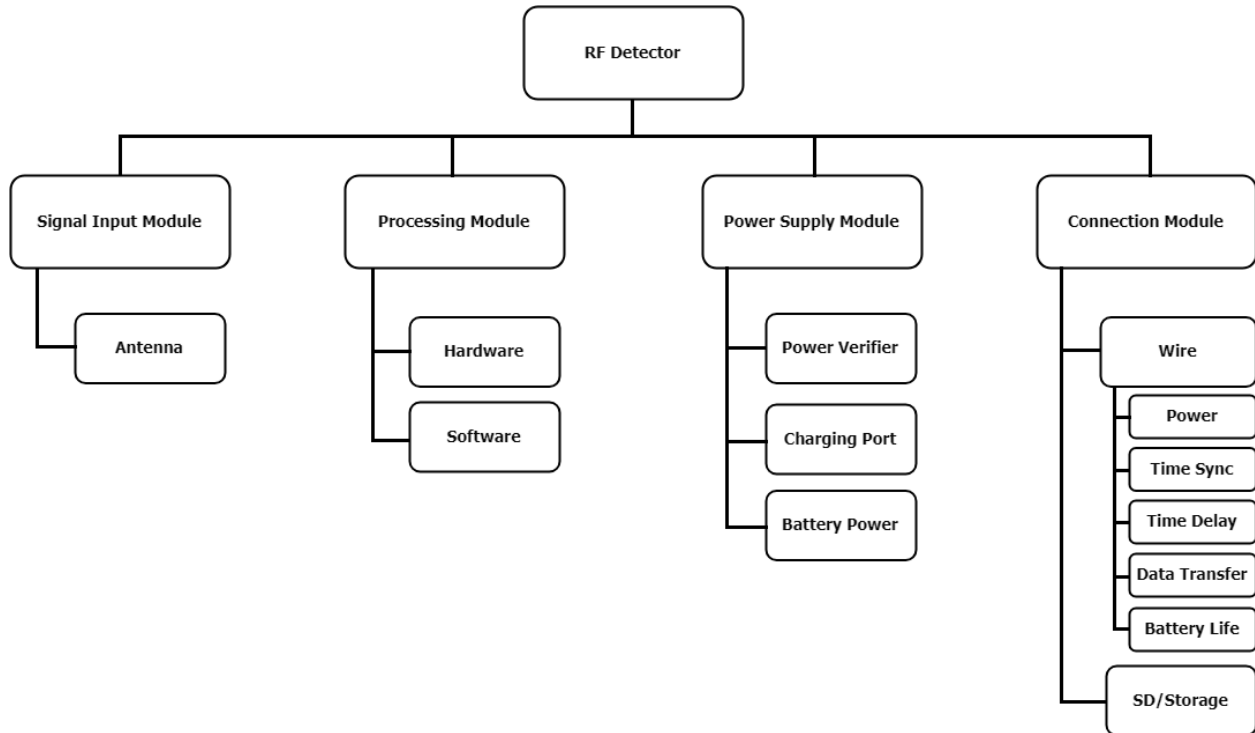 RF Detector
Signal Input Module
Processing Module
Power Supply Module
Connection Module
Antenna
Hardware
Software
Power Verifier
Charging Port
Battery Power
Wire
Power
Time Sync
Time Delay
Data Transfer
Battery Life
SD/Storage